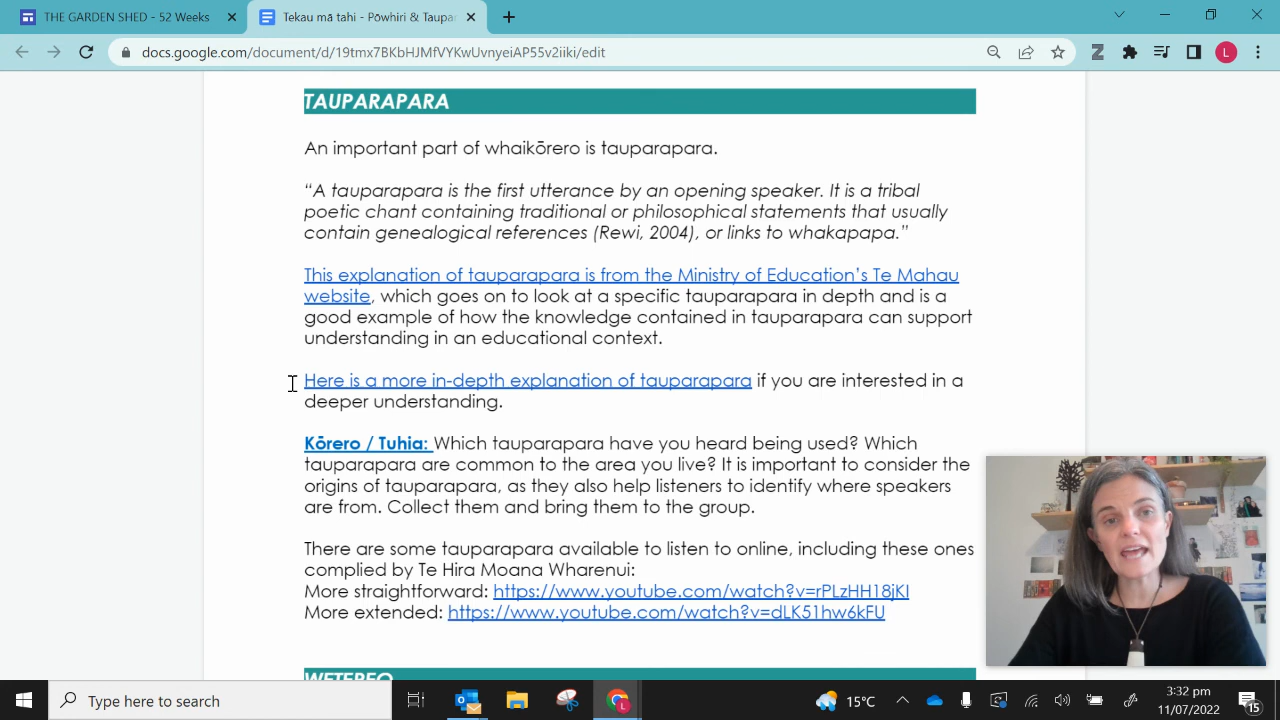 THE GARDEN SHED - 52 Weeks
Tekau mā tahi - Pōwhiri & Taupar
docs.google.com/document/d/19tmx7BKbHJMfVYKwUvnyeiAP55v2iiki/edit
L
TAUPARAPARA
An important part of whaikōrero is tauparapara.
“A tauparapara is the first utterance by an opening speaker. It is a tribal
poetic chant containing traditional or philosophical statements that usually
contain genealogical references (Rewi, 2004), or links to whakapapa.”
This explanation of tauparapara is from the Ministry of Education’s Te Mahau
website, which goes on to look at a specific tauparapara in depth and is a
good example of how the knowledge contained in tauparapara can support
understanding in an educational context.
Here is a more in-depth explanation of tauparapara if you are interested in a
deeper understanding.
Kōrero / Tuhia: Which tauparapara have you heard being used? Which
tauparapara are common to the area you live? It is important to consider the
origins of tauparapara, as they also help listeners to identify where speakers
are from. Collect them and bring them to the group.
There are some tauparapara available to listen to online, including these ones
complied by Te Hira Moana Wharenui:
More straightforward: https://www.youtube.com/watch?v=rPLzHH18jKI
More extended: https://www.youtube.com/watch?v=dLK51hw6kFU
WETEREO
Type here to search
15°C
3:32 pm
11/07/2022
15